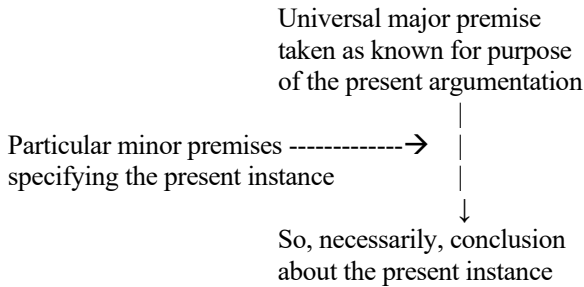 Universal major premise
taken as known for purpose
of the present argumentation
|
Particular minor premises -------------→ |
specifying the present instance |
↓
So, necessarily, conclusion
about the present instance